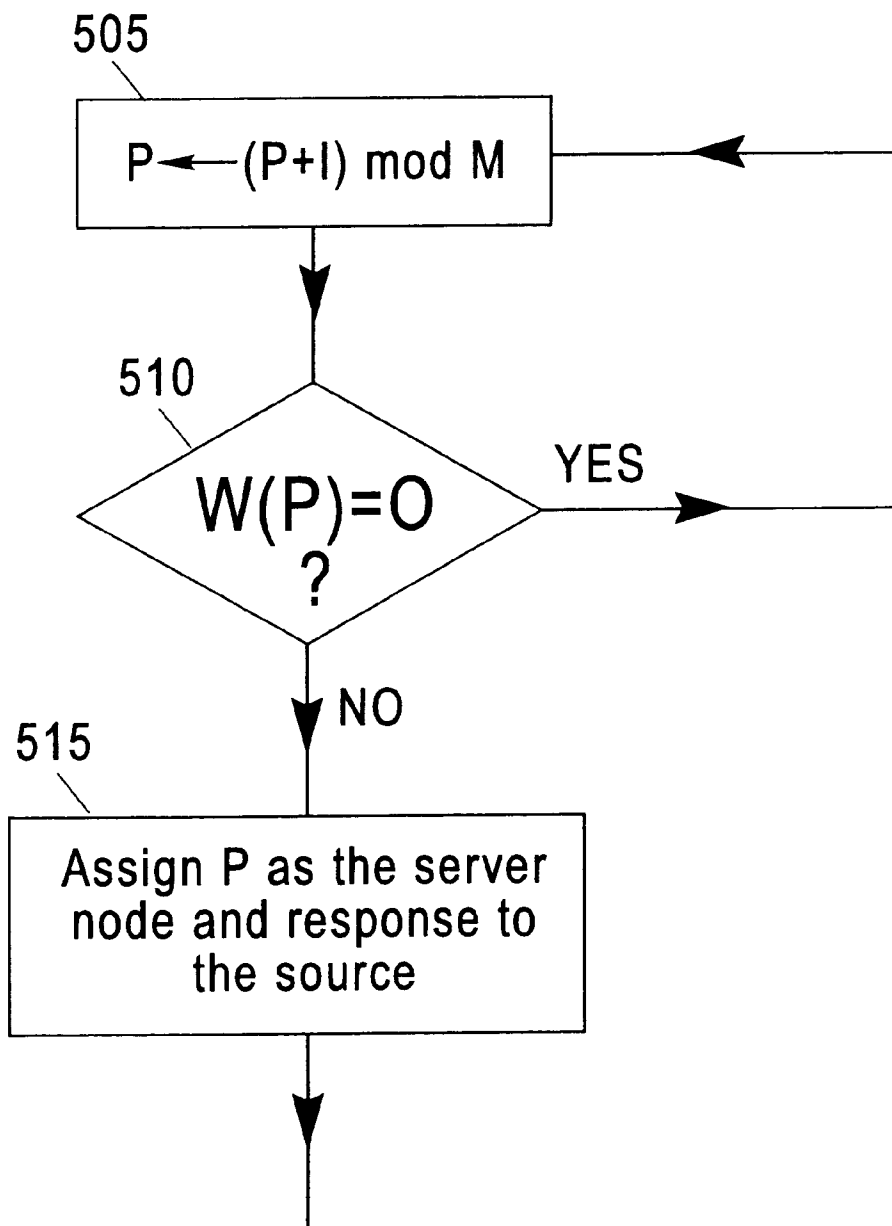 505
P←(P+I) mod M
510
W(P)=O
?
YES
NO
515
Assign P as the server
node and response to
the source